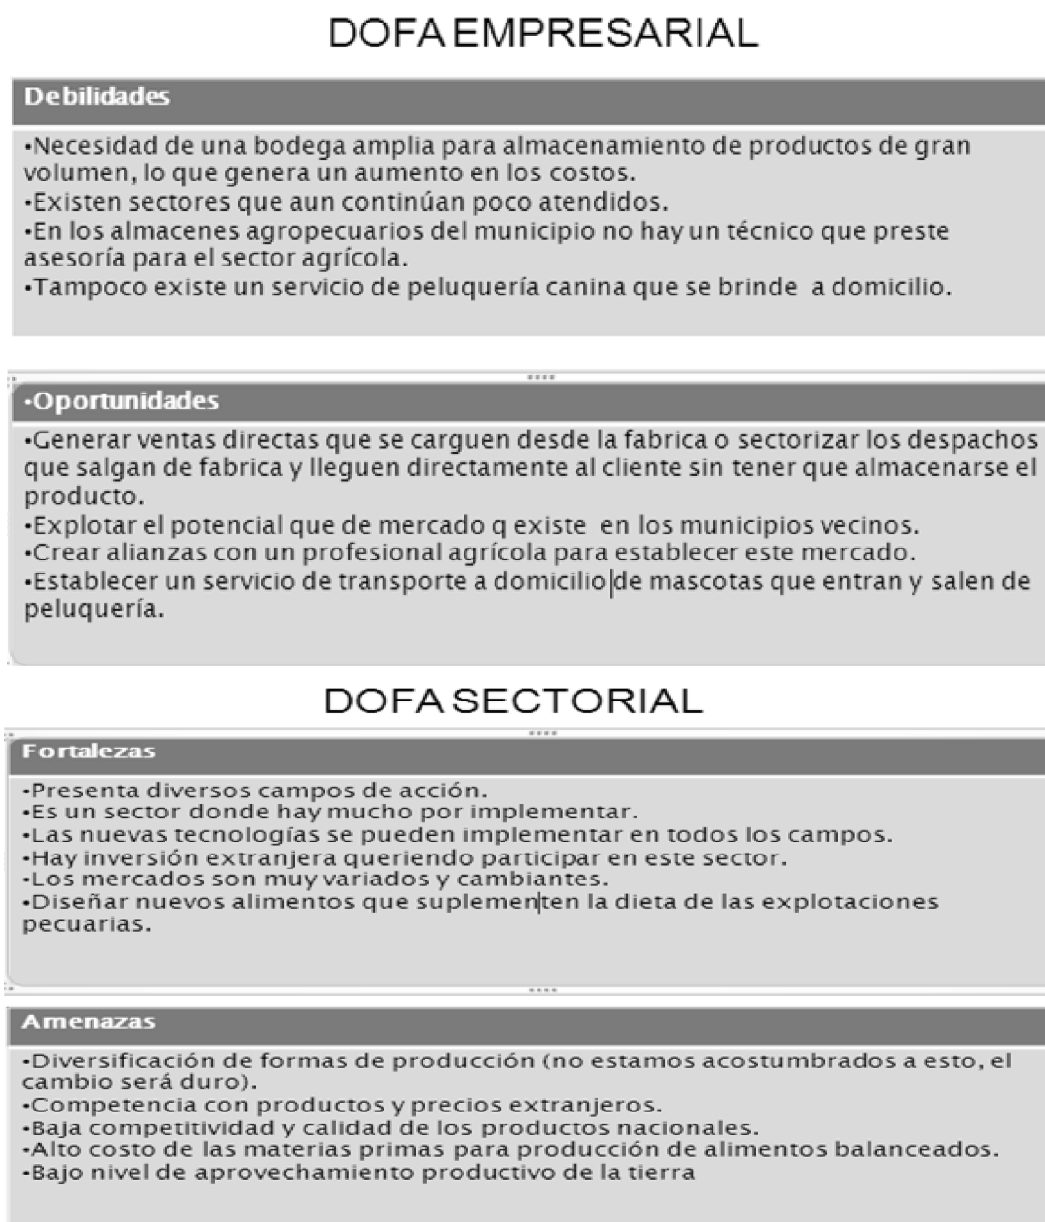 DOFA EMPRESARIAL
Debilidades
•Necesidad de una bodega amplia para almacenamiento de productos de gran
volumen, lo que genera un aumento en los costos.
•Existen sectores que aun continúan poco atendidos.
•En los almacenes agropecuarios del municipio no hay un técnico que preste
asesoría para el sector agrícola.
•Tampoco existe un servicio de peluquería canina que se brinde a domicilio.
•Oportunidades
•Generar ventas directas que se carguen desde la fabrica o sectorizar los despachos
que salgan de fabrica y lleguen directamente al cliente sin tener que almacenarse el
producto.
•Explotar el potencial que de mercado q existe en los municipios vecinos.
•Crear alianzas con un profesional agrícola para establecer este mercado.
•Establecer un servicio de transporte a domicilio de mascotas que entran y salen de
peluquería.
DOFA SECTORIAL
Fortalezas
•Presenta diversos campos de acción.
•Es un sector donde hay mucho por implementar.
•Las nuevas tecnologías se pueden implementar en todos los campos.
•Hay inversión extranjera queriendo participar en este sector.
•Los mercados son muy variados y cambiantes.
•Diseñar nuevos alimentos que suplementen la dieta de las explotaciones
pecuarias.
Amenazas
•Diversificación de formas de producción (no estamos acostumbrados a esto, el
cambio será duro).
•Competencia con productos y precios extranjeros.
•Baja competitividad y calidad de los productos nacionales.
•Alto costo de las materias primas para producción de alimentos balanceados.
•Bajo nivel de aprovechamiento productivo de la tierra